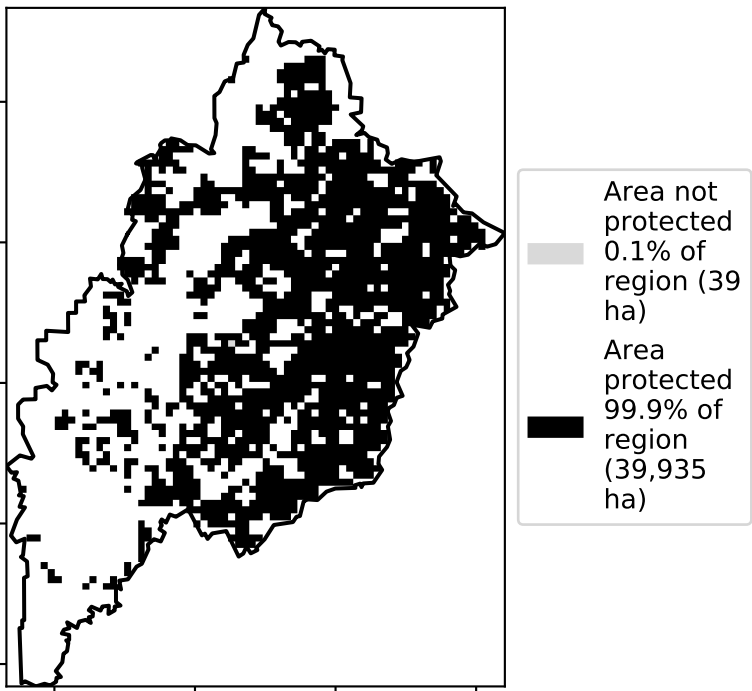 Area not
protected
0.1% of
region (39
ha)
Area
protected
99.9% of
region
(39,935
ha)